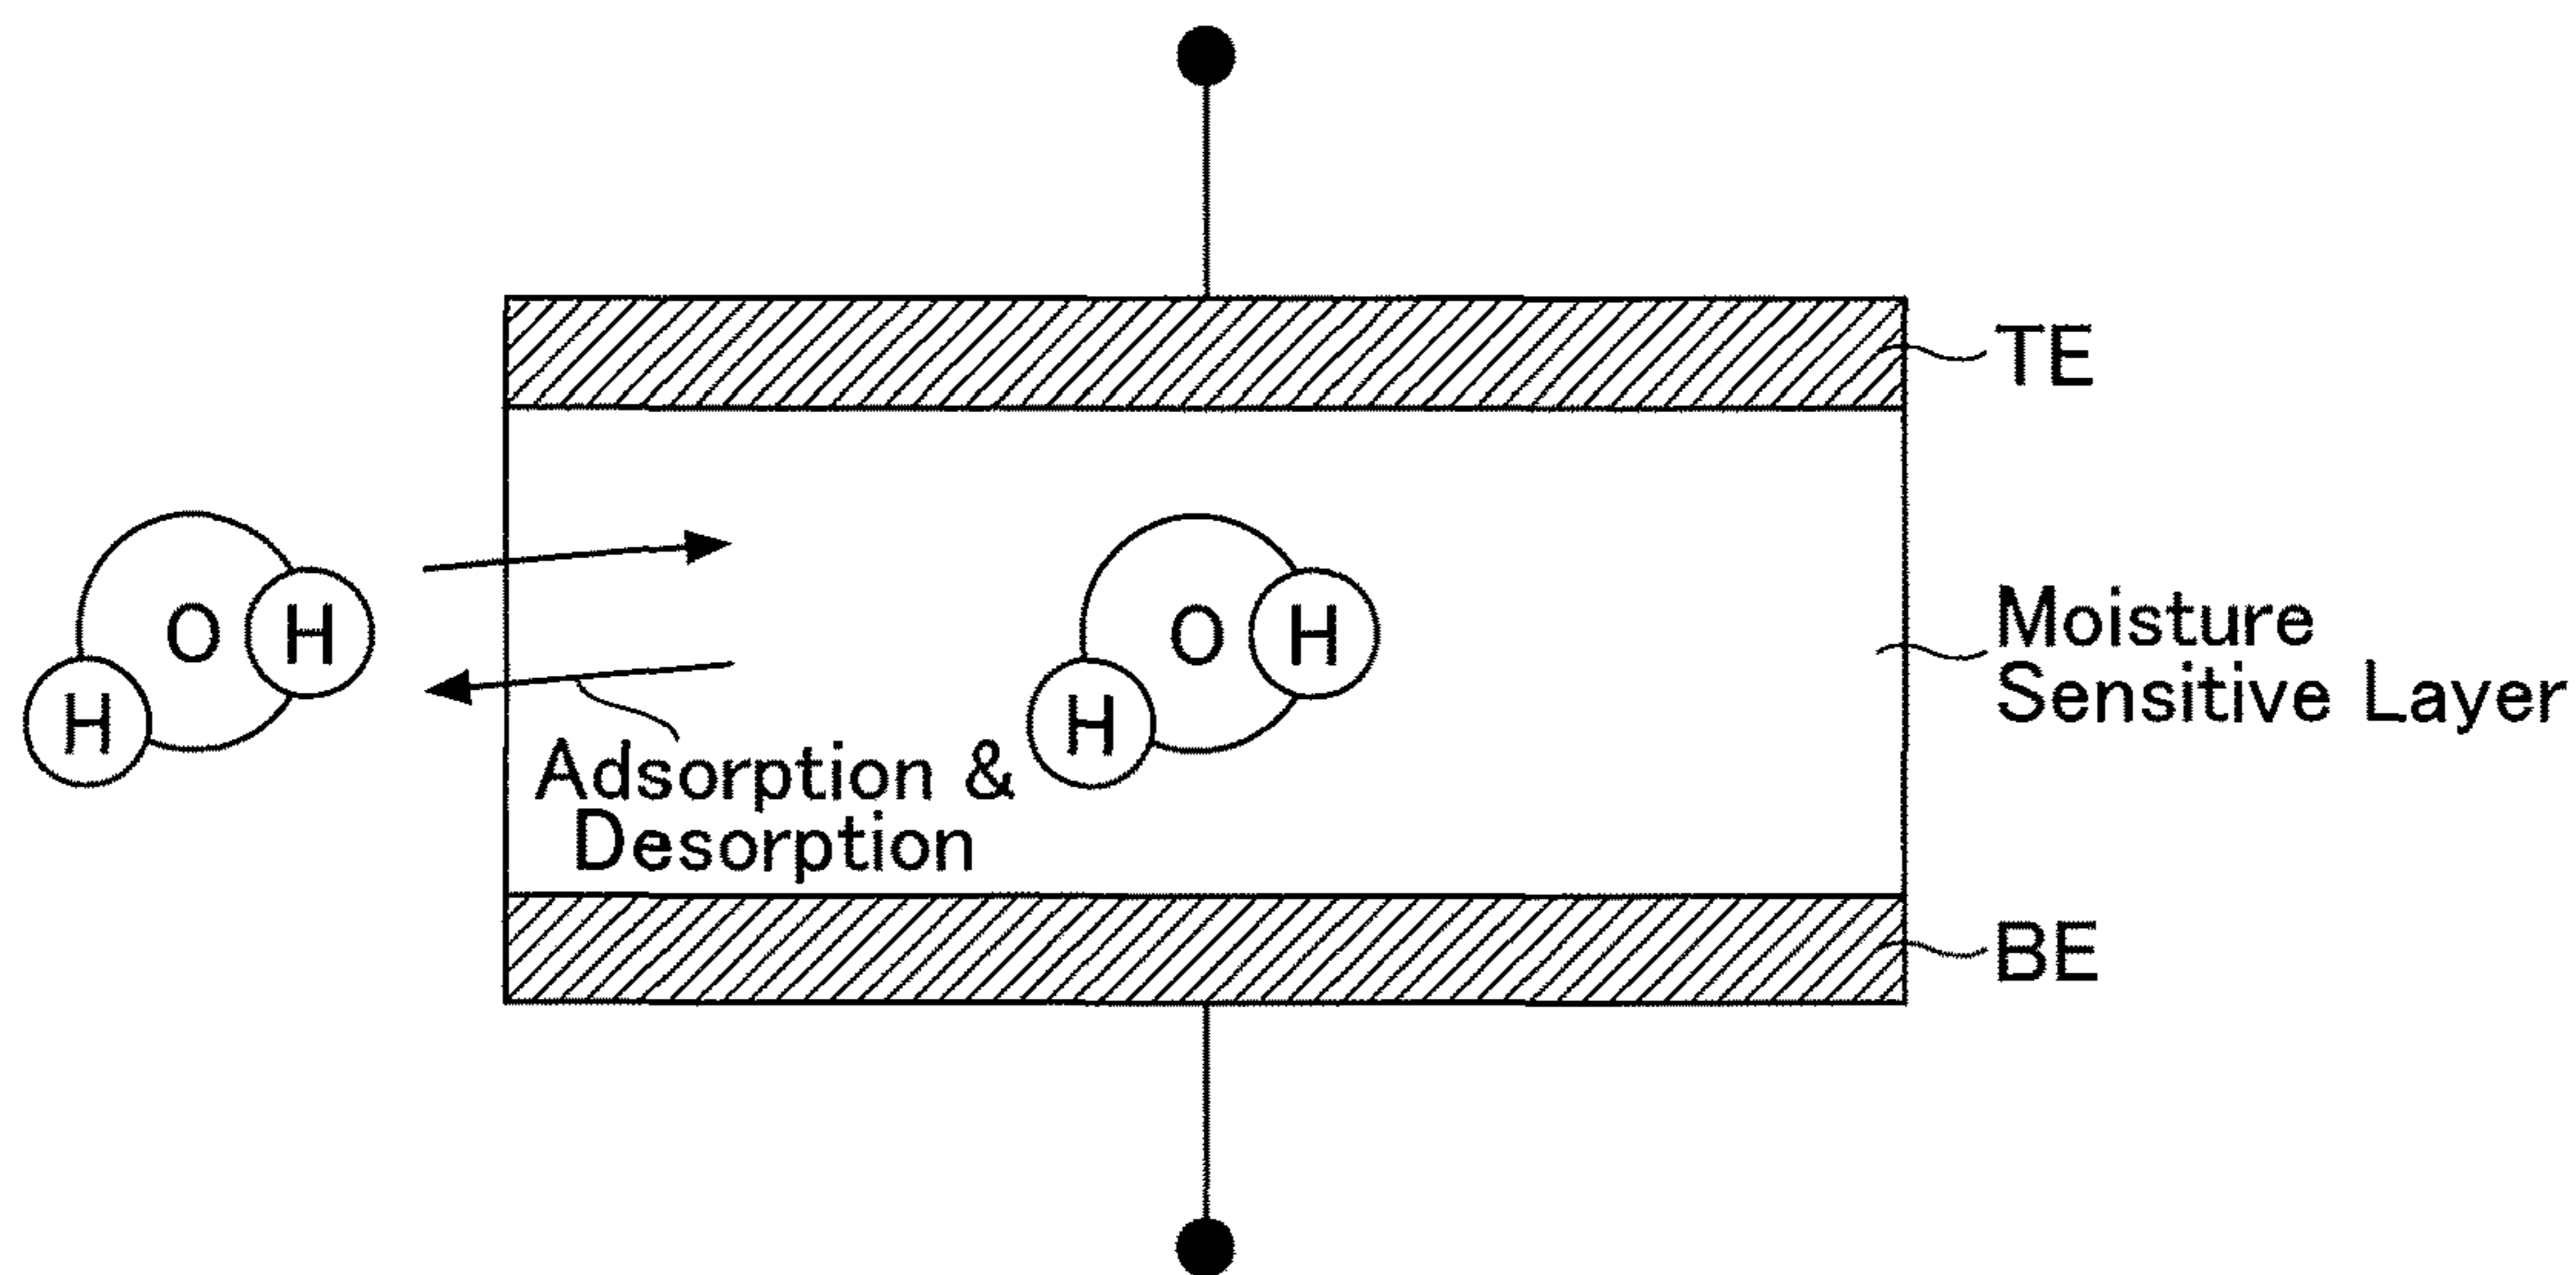 TE
O
H
H
O
H
H
Moisture
Sensitive Layer
Adsorption &
Desorption
BE